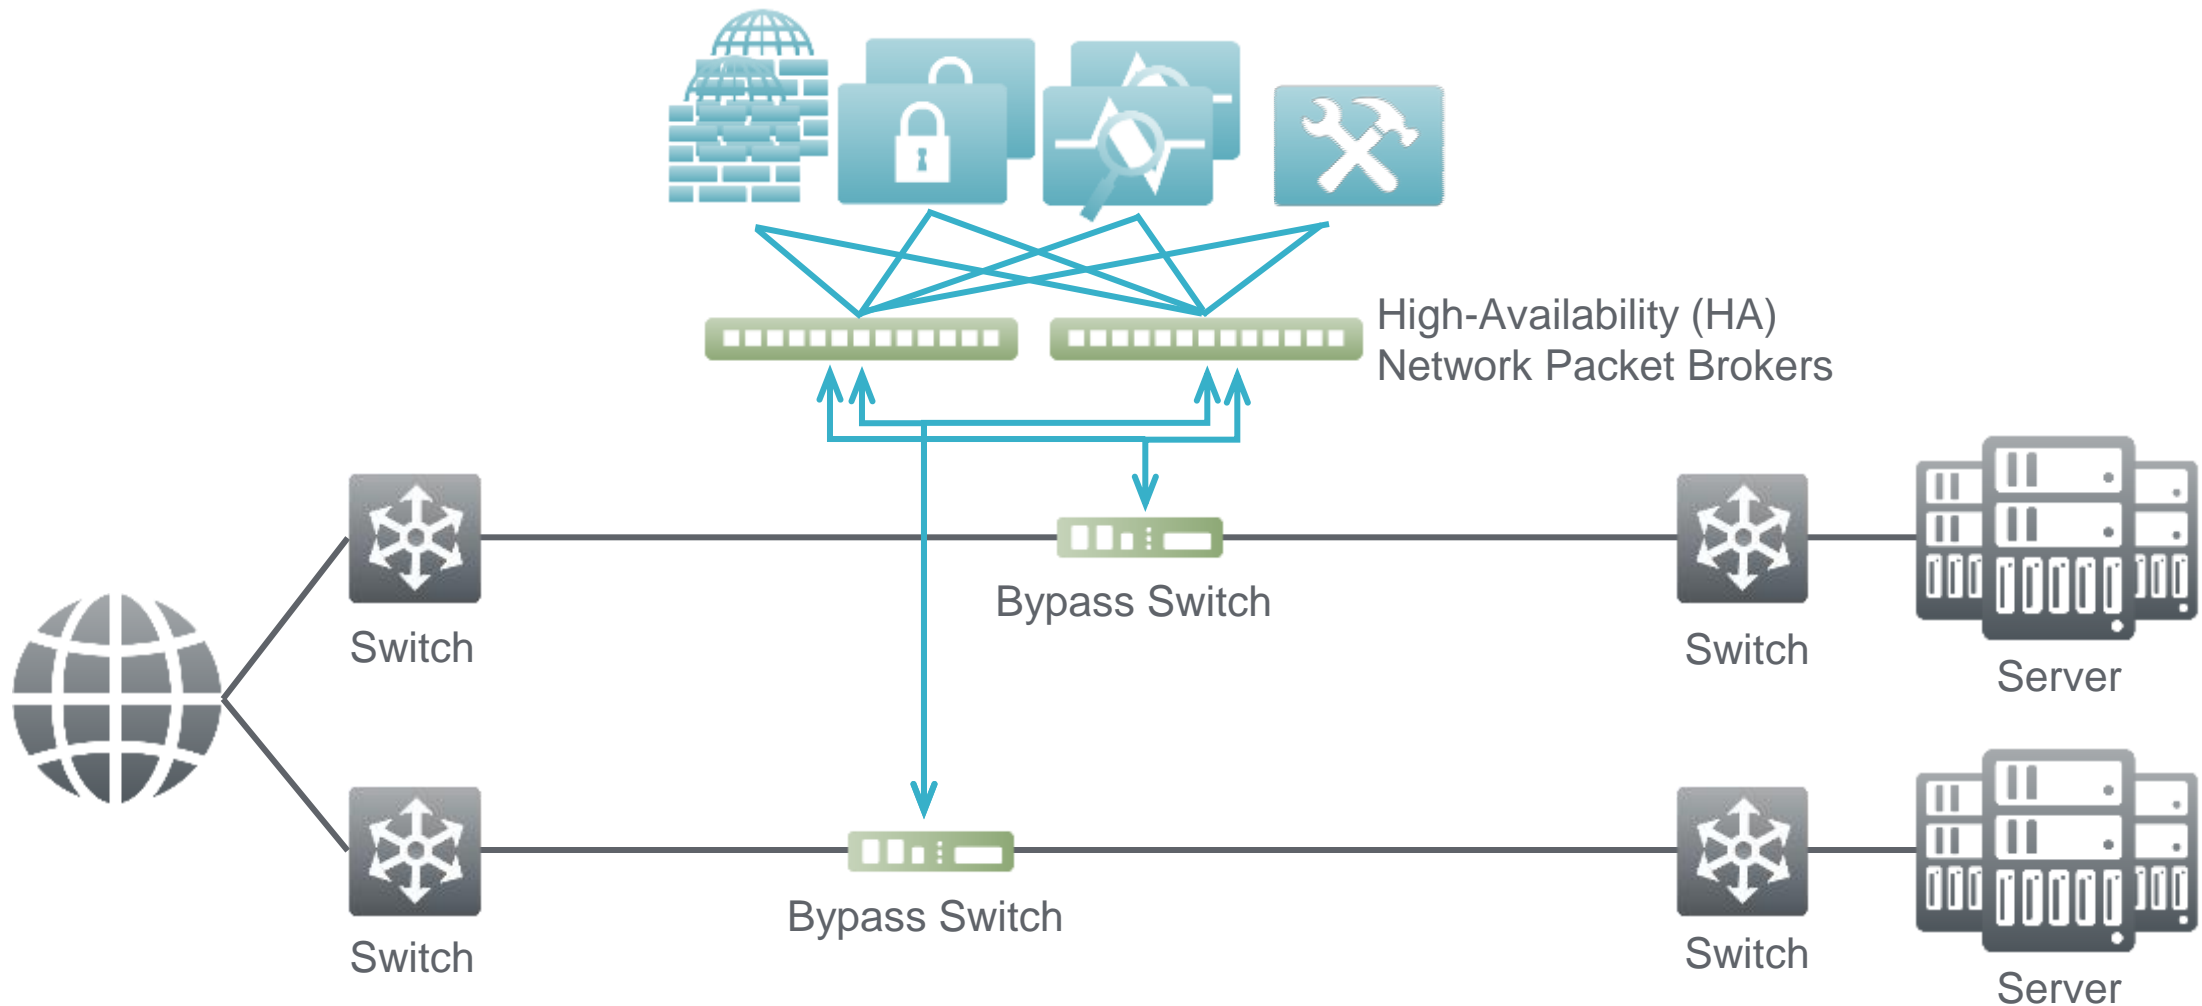 High-Availability (HA)
Network Packet Brokers
Bypass Switch
Switch
Switch
Server
Bypass Switch
Switch
Switch
Server